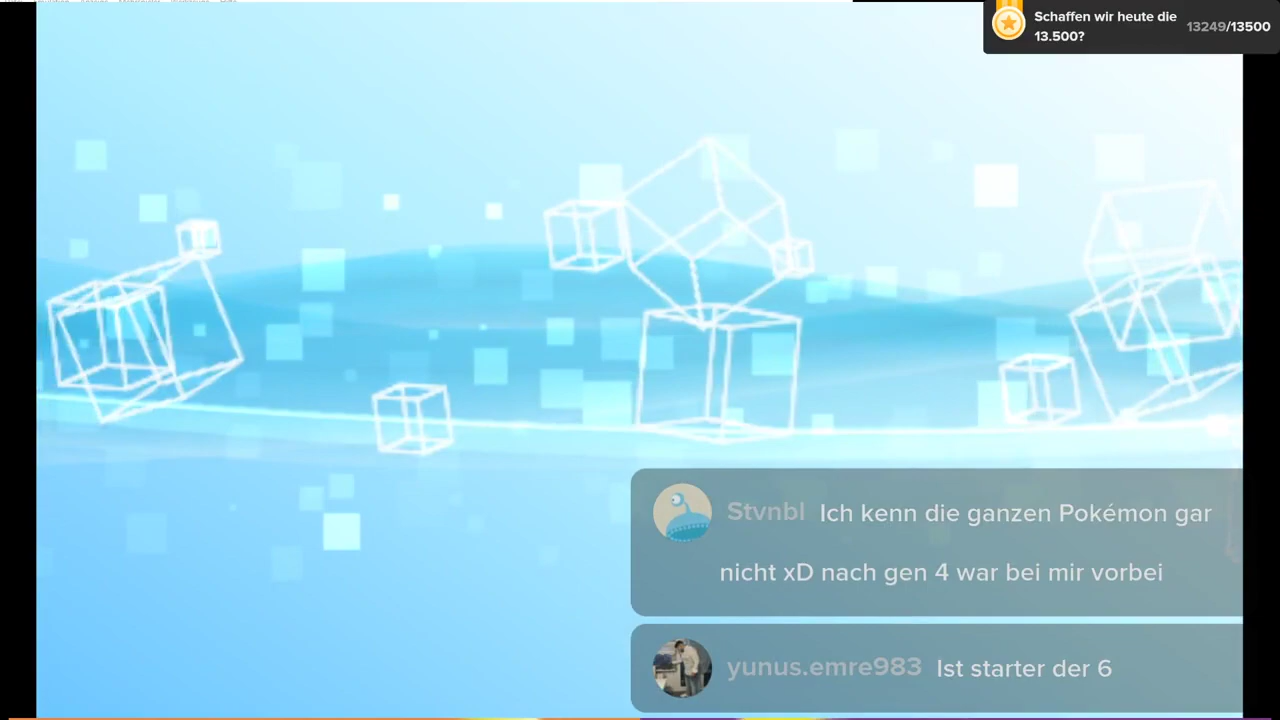 Schaffen wir heute die
13.500?
13249/13500
Stvnbl Ich kenn die ganzen Pokémon gar
nicht xD nach gen 4 war bei mir vorbei
yunus.emre983 Ist starter der 6